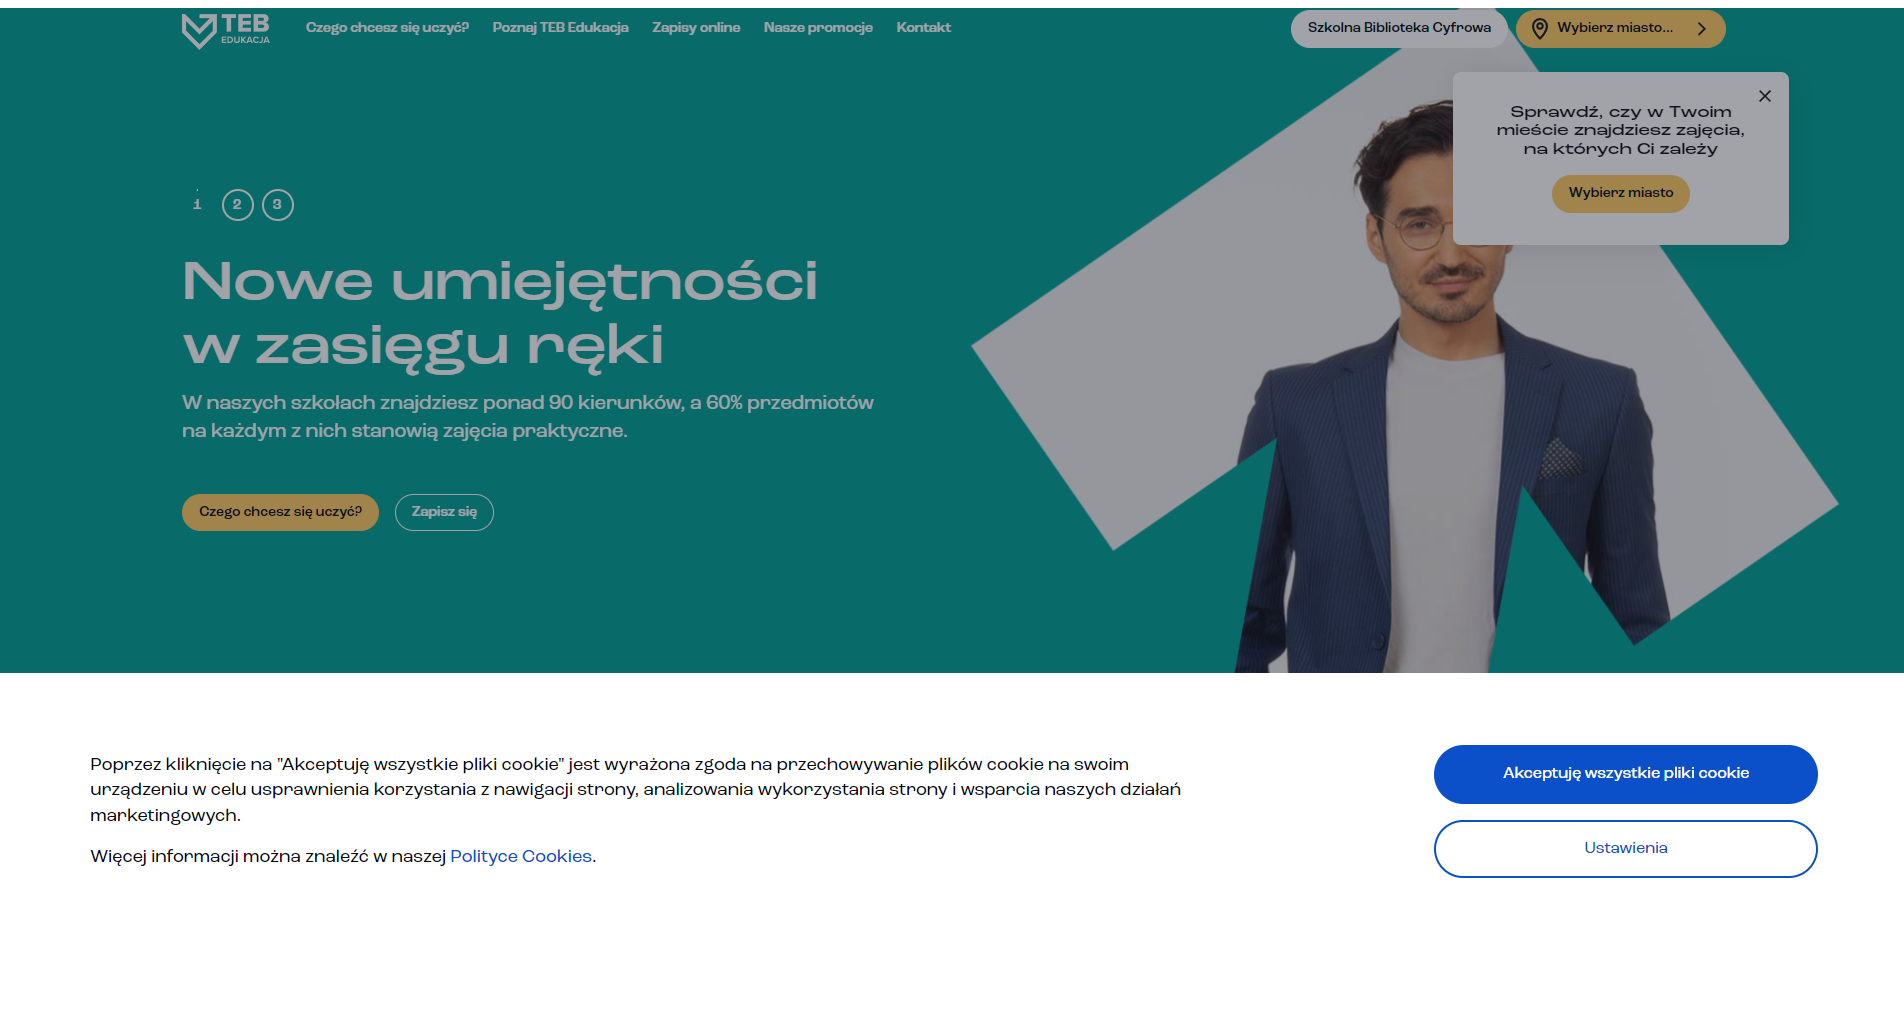 TEB
EDUKACJA
Czego chcesz się uczyć?
Poznaj TEB Edukacja
Zapisy online
Nasze promocje
Kontakt
Szkolna Biblioteka Cyfrowa
Wybierz miasto...
Sprawdź, czy w Twoim
mieście znajdziesz zajęcia,
na których Ci zależy
Wybierz miasto
1 2 3
Nowe umiejętności
w zasięgu ręki
W naszych szkołach znajdziesz ponad 90 kierunków, a 60% przedmiotów
na każdym z nich stanowią zajęcia praktyczne.
Czego chcesz się uczyć?
Zapisz się
Poprzez kliknięcie na "Akceptuję wszystkie pliki cookie" jest wyrażona zgoda na przechowywanie plików cookie na swoim
urządzeniu w celu usprawnienia korzystania z nawigacji strony, analizowania wykorzystania strony i wsparcia naszych działań
marketingowych.
Więcej informacji można znaleźć w naszej Polityce Cookies.
Akceptuję wszystkie pliki cookie
Ustawienia